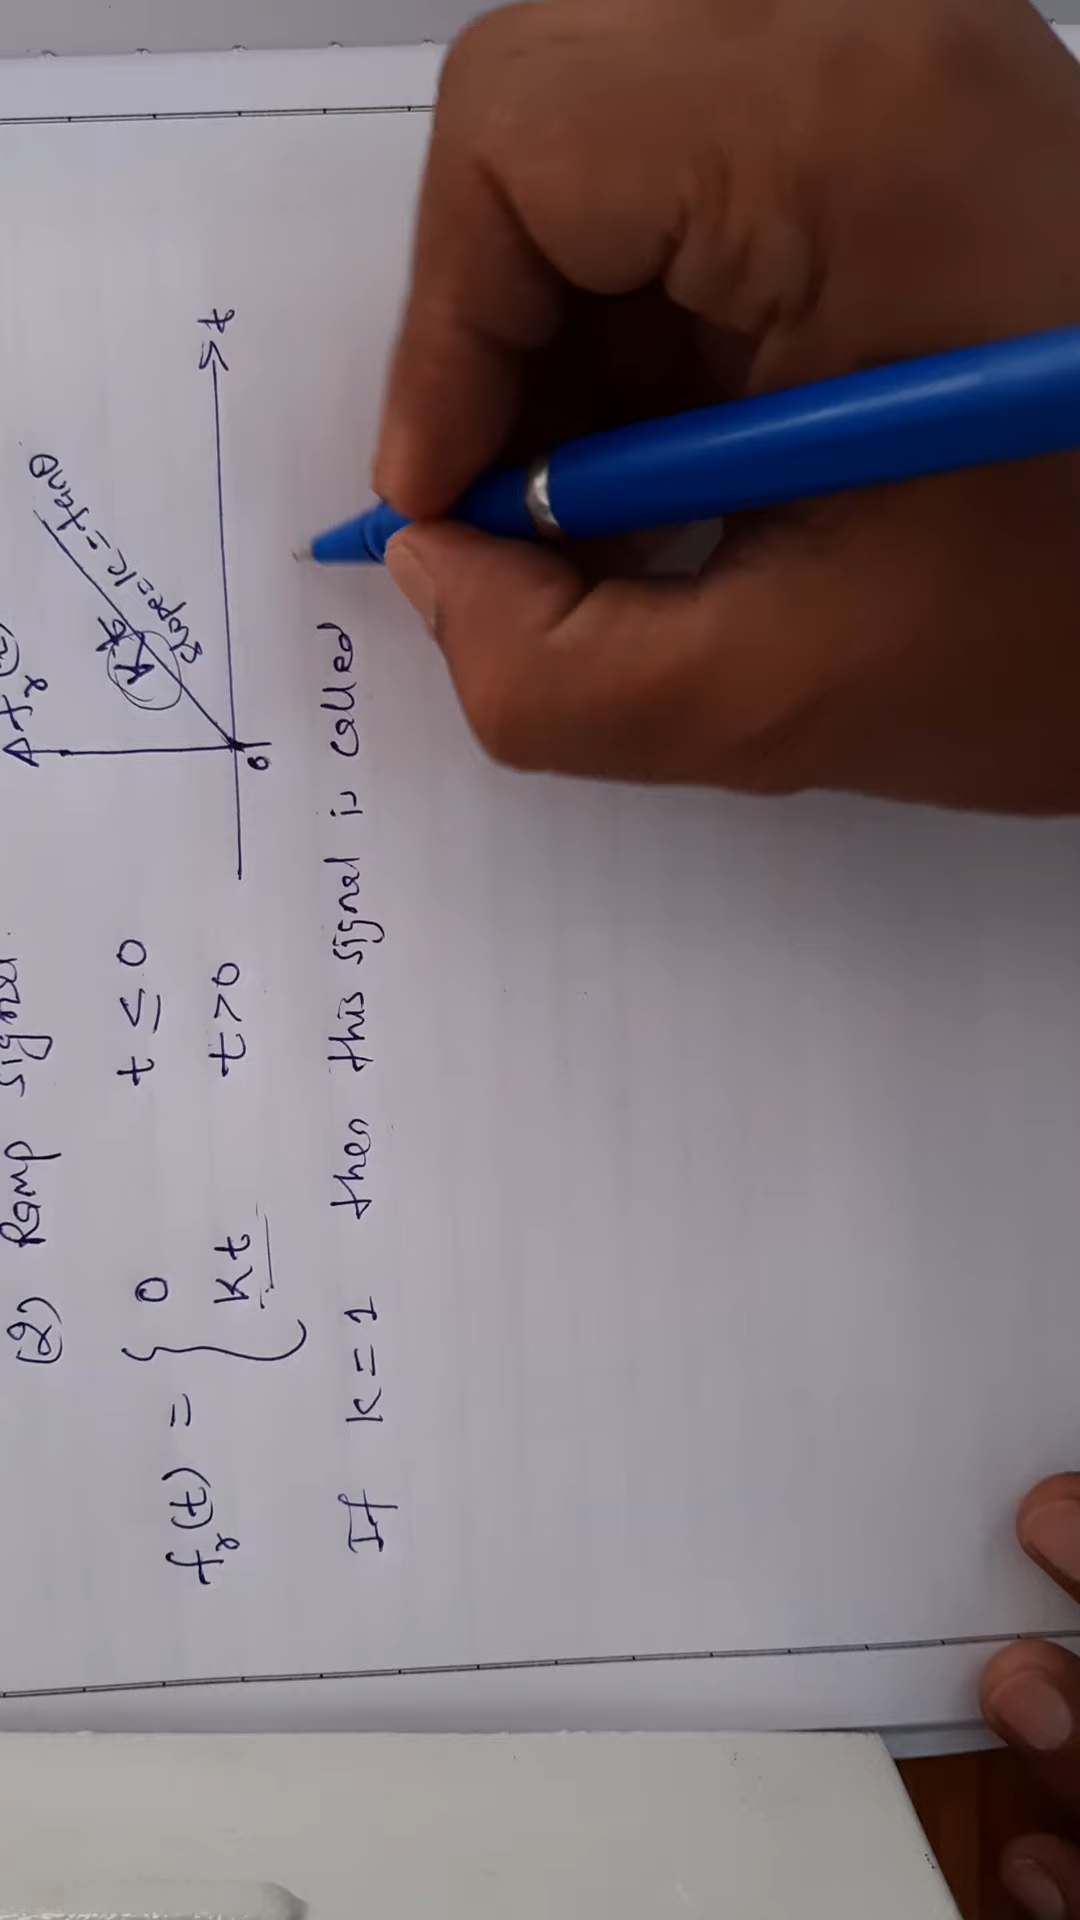 (2) Ramp signal.
fr(t) = { 0 t ≤ 0
kt t>0
fr(t)
kt
slope=k=tanθ
t
0
If k=1 then this signal is called